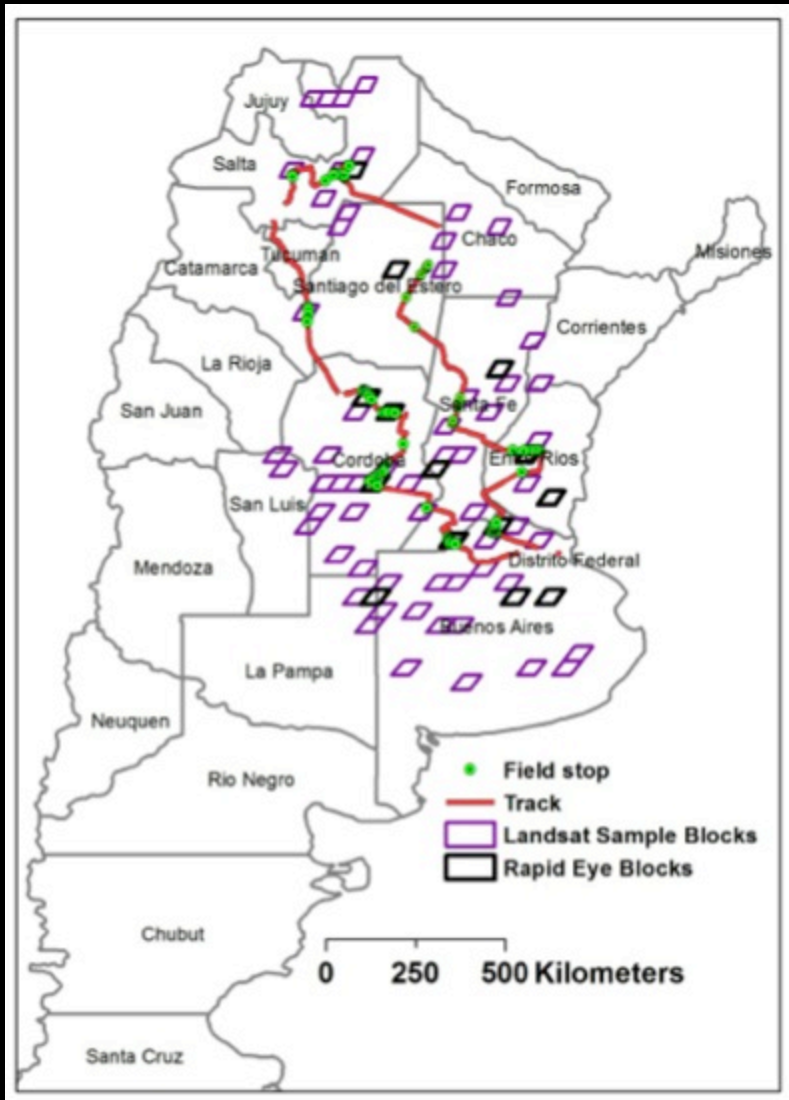 Jujuy
Salta
Formosa
Chaco
Misiones
Tucuman
Catamarca
Santiago del Estero
Corrientes
La Rioja
San Juan
Santa Fe
Cordoba
Entre Rios
San Luis
Distrito Federal
Mendoza
Buenos Aires
La Pampa
Neuquen
Rio Negro
Field stop
Track
Landsat Sample Blocks
Rapid Eye Blocks
Chubut
0 250 500 Kilometers
Santa Cruz